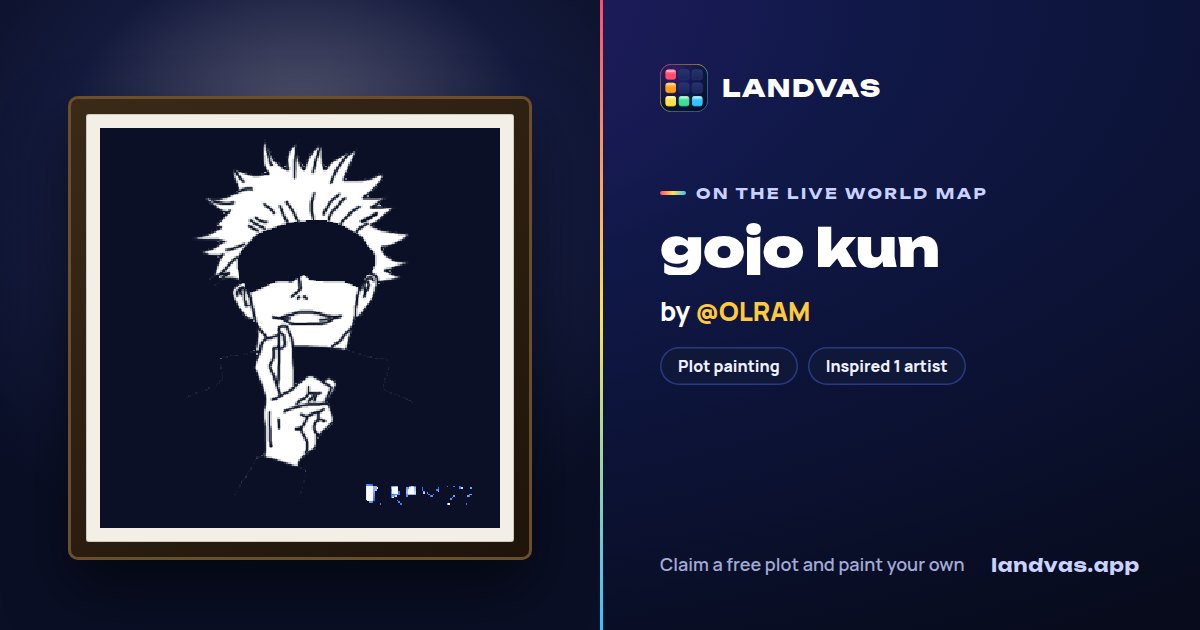 LANDVAS
ON THE LIVE WORLD MAP
gojo kun
by @OLRAM
Plot painting
Inspired 1 artist
Claim a free plot and paint your own
landvas.app